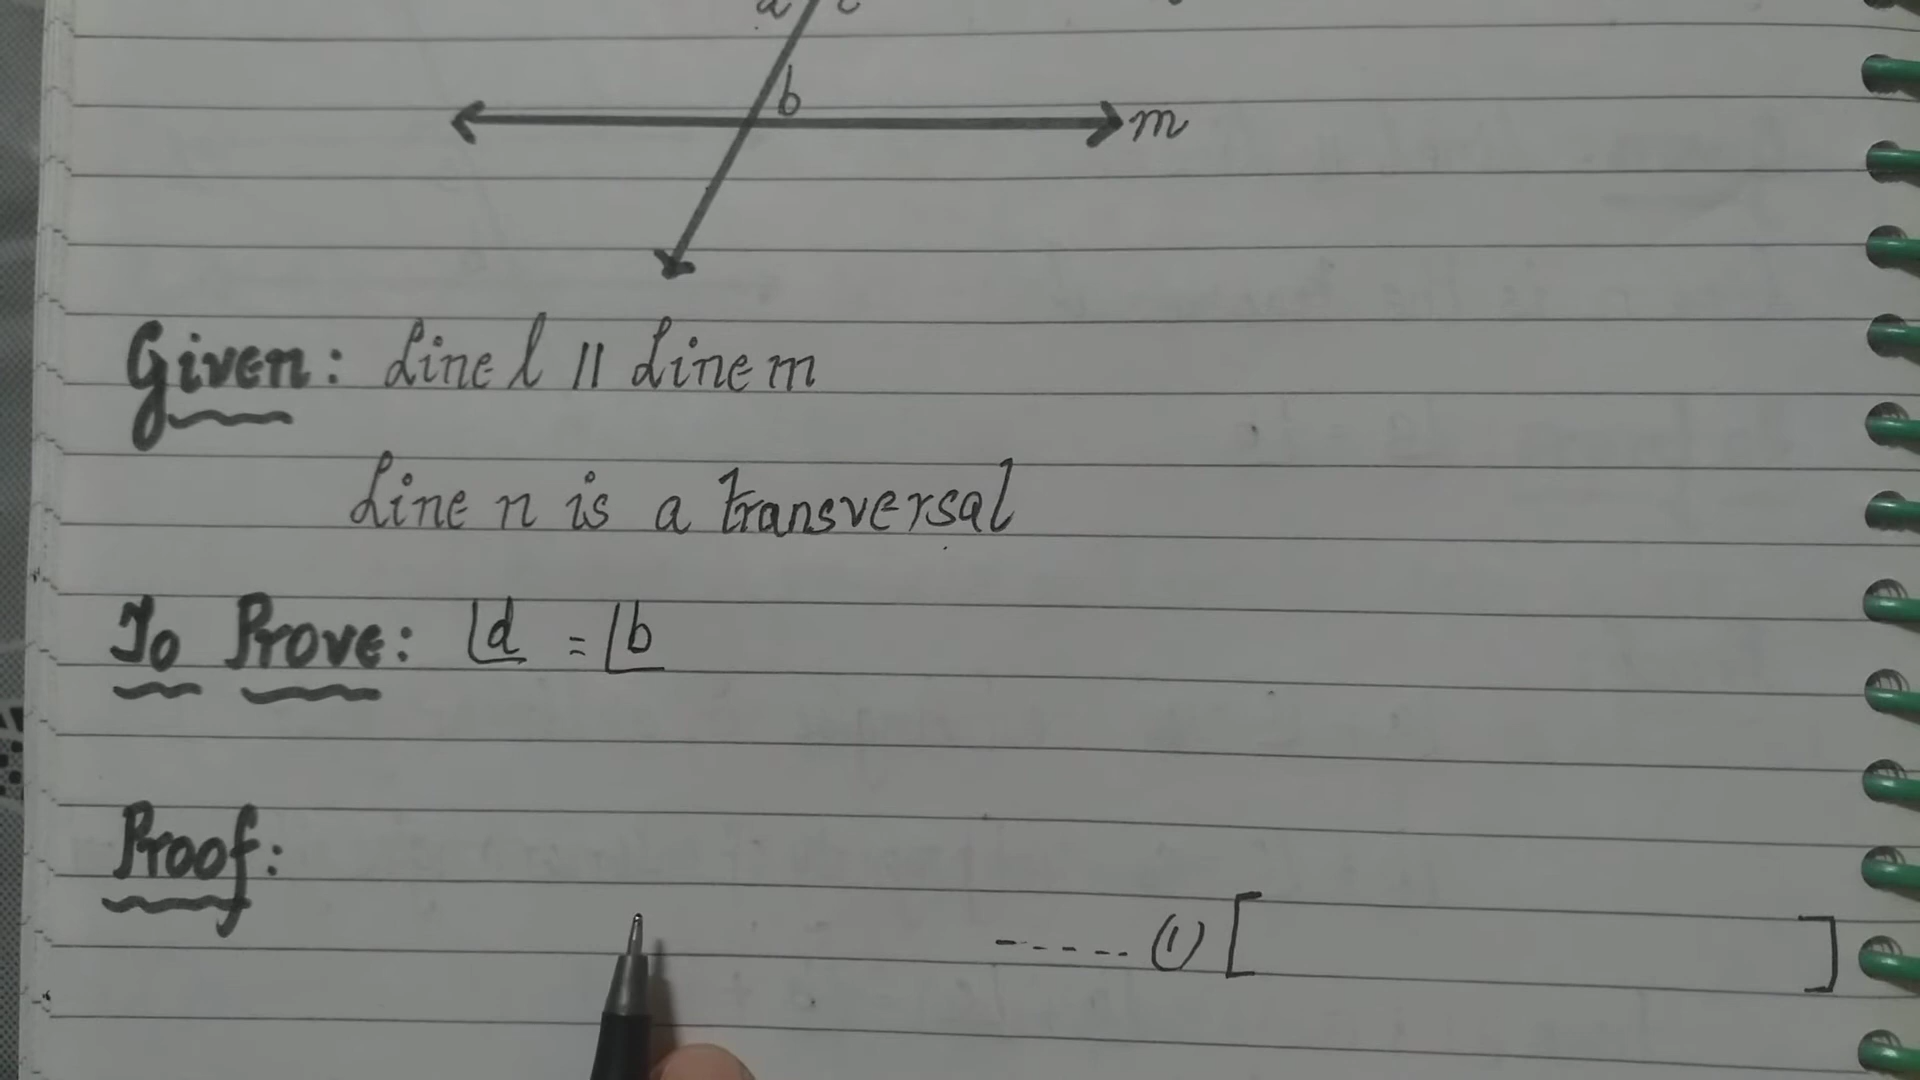 b
m
Given: Line l || Line m
Line n is a transversal
To Prove: ∠d = ∠b
Proof:
----- (1) [ ]